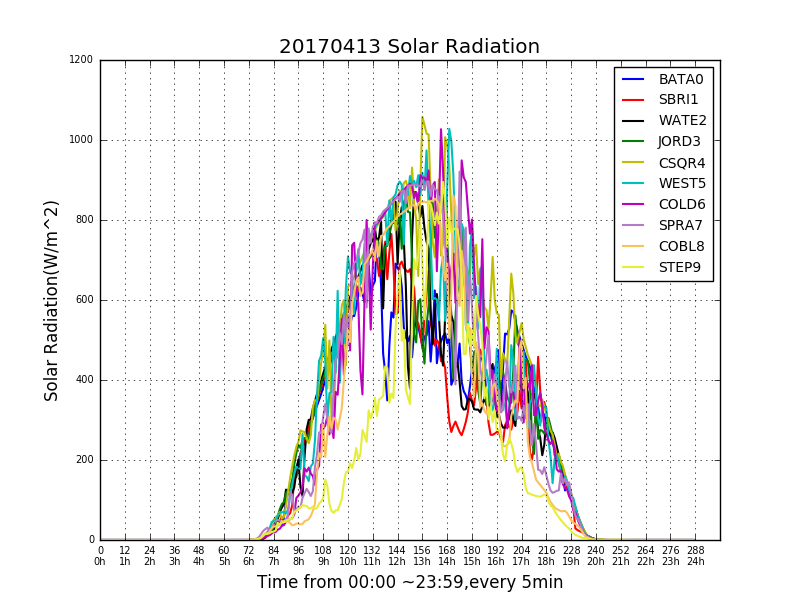 20170413 Solar Radiation
1200
1000
800
600
400
200
0
Solar Radiation(W/m^2)
BATA0
SBRI1
WATE2
JORD3
CSQR4
WEST5
COLD6
SPRA7
COBL8
STEP9
0 12 24 36 48 60 72 84 96 108 120 132 144 156 168 180 192 204 216 228 240 252 264 276 288
0h 1h 2h 3h 4h 5h 6h 7h 8h 9h 10h 11h 12h 13h 14h 15h 16h 17h 18h 19h 20h 21h 22h 23h 24h
Time from 00:00 ~23:59,every 5min